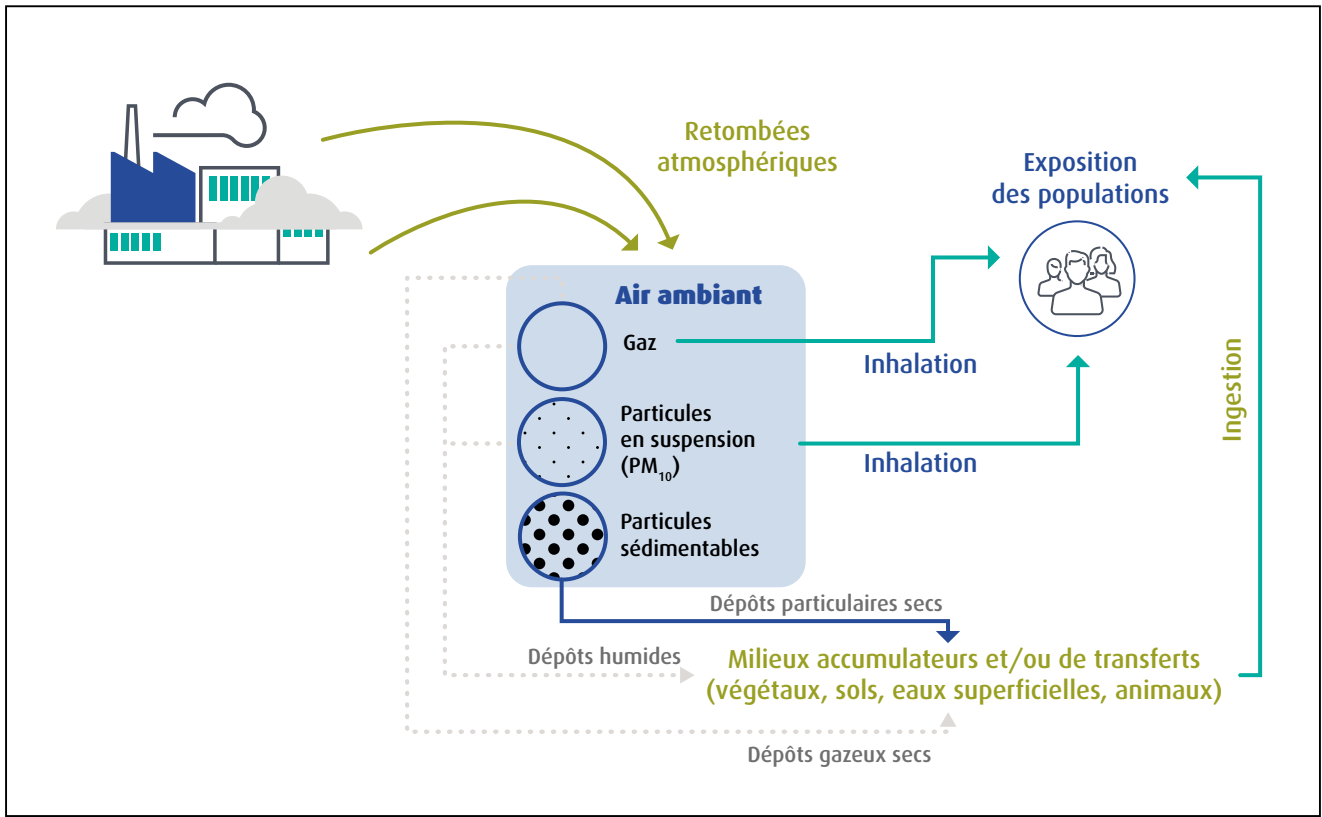 Retombées
atmosphériques
Exposition
des populations
Air ambiant
Gaz
Inhalation
Particules
en suspension
(PM₁₀)
Inhalation
Ingestion
Particules
sédimentables
Dépôts particulaires secs
Dépôts humides
Milieux accumulateurs et/ou de transferts
(végétaux, sols, eaux superficielles, animaux)
Dépôts gazeux secs